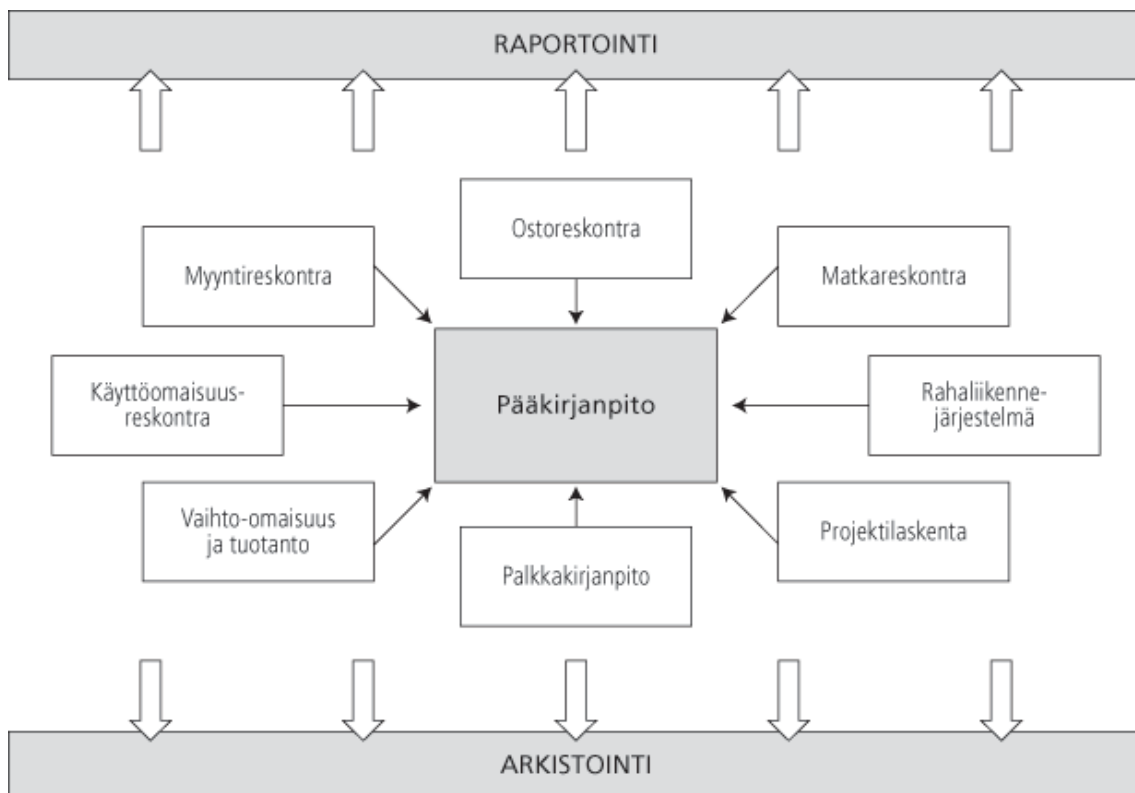 RAPORTOINTI
Ostoreskontra
Myyntireskontra
Matkareskontra
Käyttöomaisuus-
reskontra
Pääkirjanpito
Rahaliikenne-
järjestelmä
Vaihto-omaisuus
ja tuotanto
Palkkakirjanpito
Projektilaskenta
ARKISTOINTI